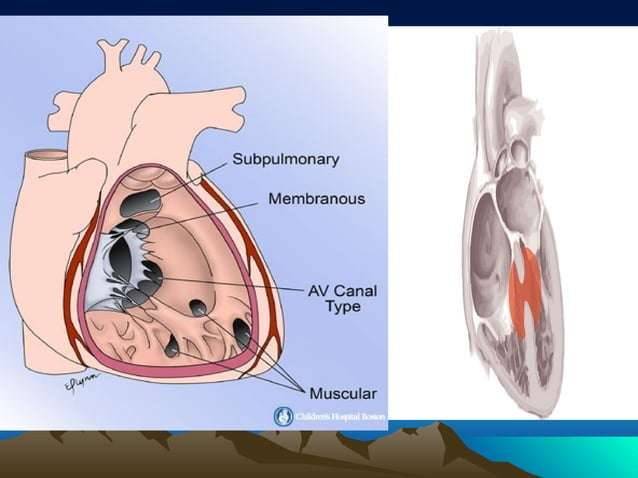 Subpulmonary
Membranous
AV Canal
Type
Muscular
Children's Hospital Boston